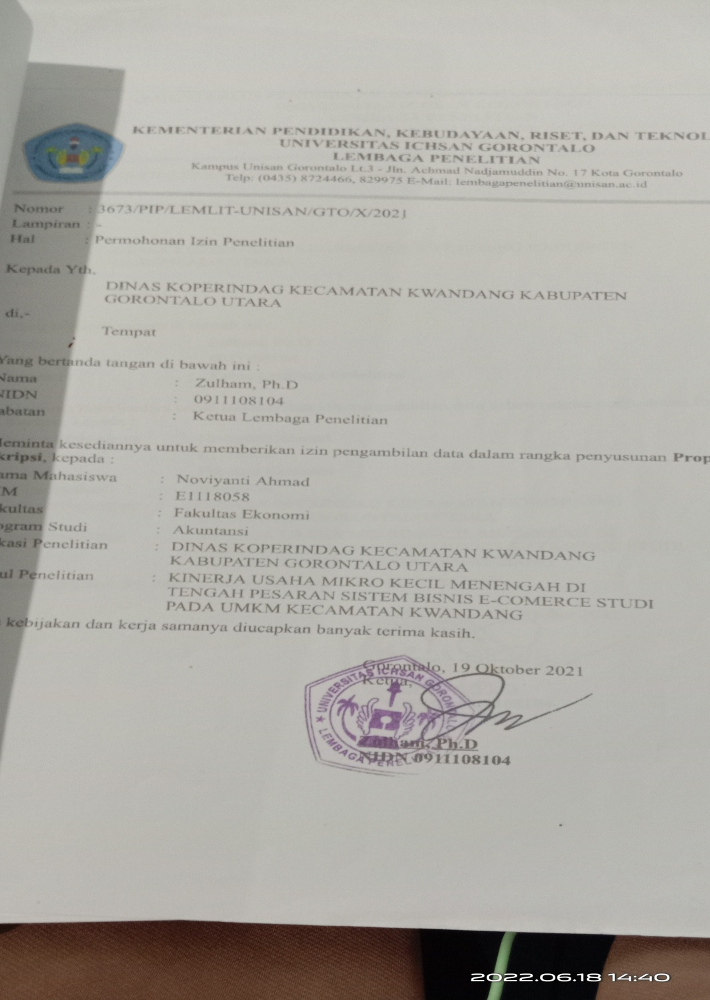 KEMENTERIAN PENDIDIKAN, KEBUDAYAAN, RISET, DAN TEKNOL
UNIVERSITAS ICHSAN GORONTALO
LEMBAGA PENELITIAN
Kampus Unisan Gorontalo Lt.3 - Jln. Achmad Nadjamuddin No. 17 Kota Gorontalo
Telp: (0435) 8724466, 829975 E-Mail: lembagapenelitian@unisan.ac.id
Nomor : 3673/PIP/LEMLIT-UNISAN/GTO/X/2021
Lampiran : -
Hal : Permohonan Izin Penelitian
Kepada Yth,
DINAS KOPERINDAG KECAMATAN KWANDANG KABUPATEN
GORONTALO UTARA
di,-
Tempat
Yang bertanda tangan di bawah ini :
Nama : Zulham, Ph.D
NIDN : 0911108104
abatan : Ketua Lembaga Penelitian
Meminta kesediannya untuk memberikan izin pengambilan data dalam rangka penyusunan Prop
kripsi, kepada :
ama Mahasiswa : Noviyanti Ahmad
IM : E1118058
kultas : Fakultas Ekonomi
ogram Studi : Akuntansi
kasi Penelitian : DINAS KOPERINDAG KECAMATAN KWANDANG
KABUPATEN GORONTALO UTARA
ul Penelitian : KINERJA USAHA MIKRO KECIL MENENGAH DI
TENGAH PESARAN SISTEM BISNIS E-COMERCE STUDI
PADA UMKM KECAMATAN KWANDANG
kebijakan dan kerja samanya diucapkan banyak terima kasih.
Gorontalo, 19 Oktober 2021
Ketua,
UNIVERSITAS ICHSAN GORONTALO
LEMBAGA PENELITIAN
Zulham, Ph.D
NIDN 0911108104
2022.06.18 14:40